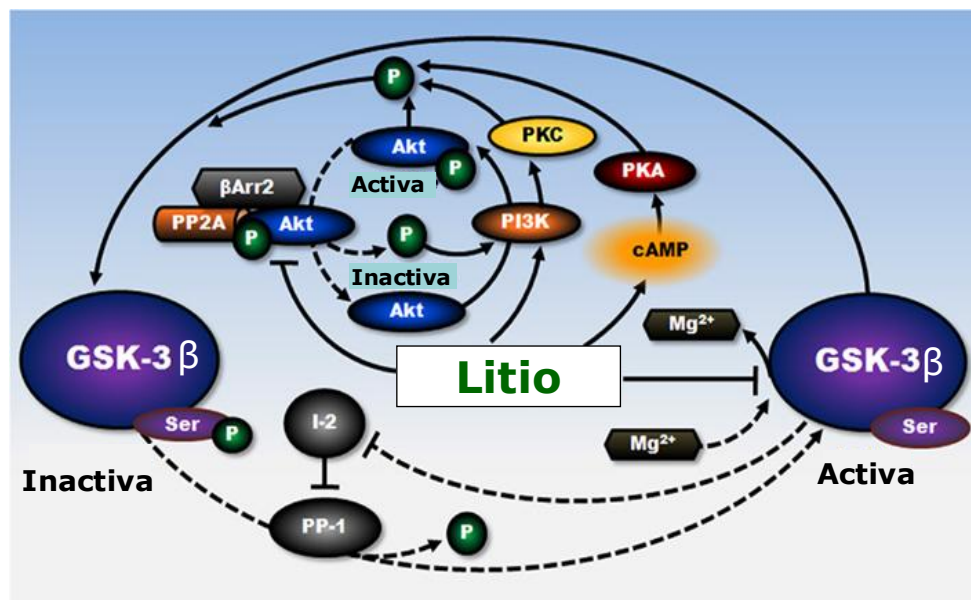 P
Akt
P
Activa
PKC
PKA
βArr2
PP2A
P
Akt
P
PI3K
cAMP
Inactiva
Akt
Mg²⁺
GSK-3β
Litio
GSK-3β
Ser
P
I-2
Mg²⁺
Ser
Inactiva
Activa
PP-1
P